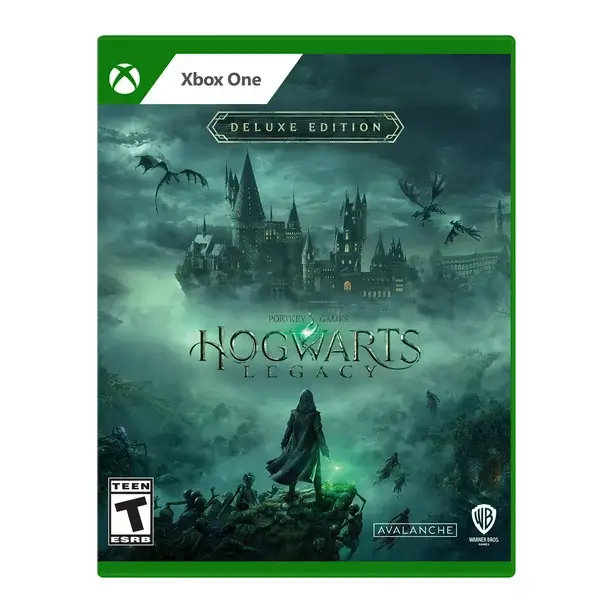 Xbox One
DELUXE EDITION
PORTKEY GAMES
HOGWARTS
LEGACY
TEEN
T
ESRB
AVALANCHE
WB
WARNER BROS.
GAMES